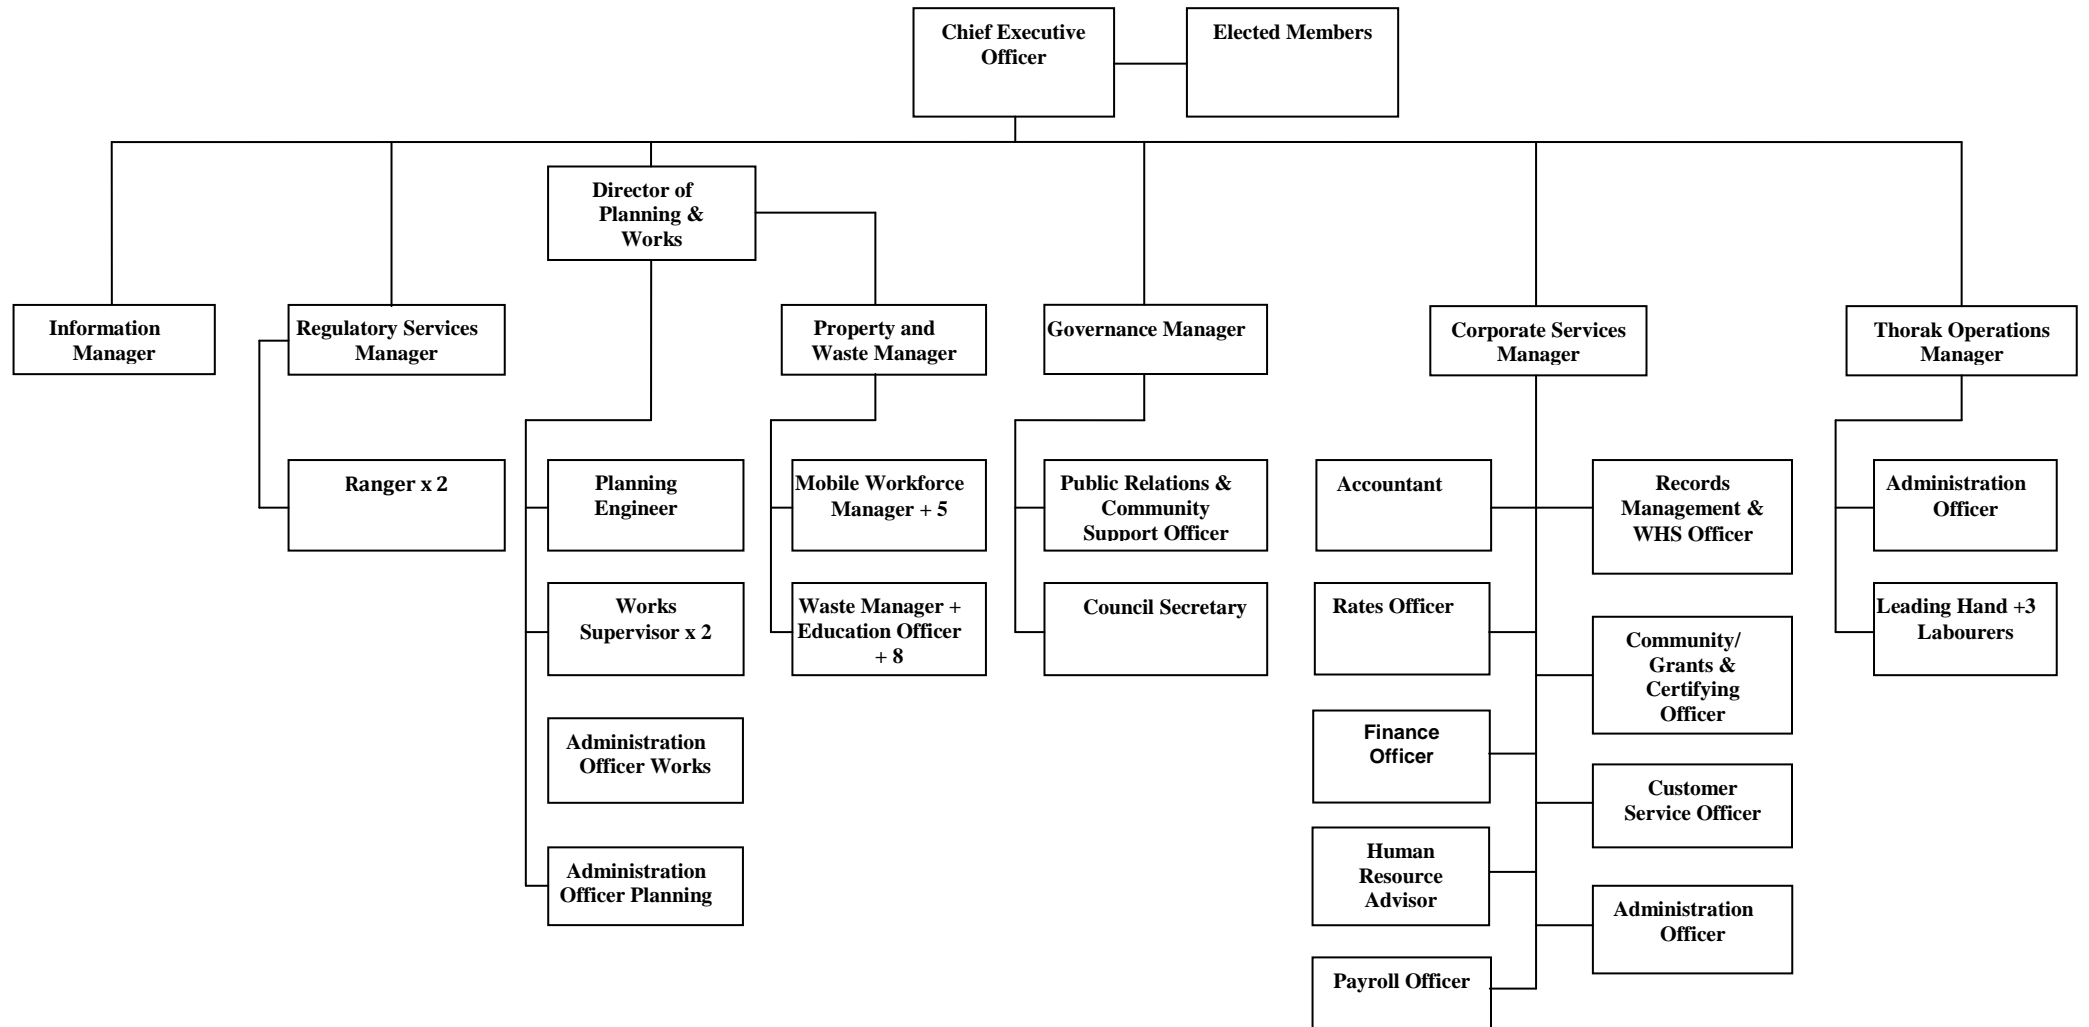 Chief Executive
Officer
Elected Members
Director of
Planning &
Works
Information
Manager
Regulatory Services
Manager
Property and
Waste Manager
Governance Manager
Corporate Services
Manager
Thorak Operations
Manager
Ranger x 2
Planning
Engineer
Mobile Workforce
Manager + 5
Public Relations &
Community
Support Officer
Accountant
Records
Management &
WHS Officer
Administration
Officer
Works
Supervisor x 2
Waste Manager +
Education Officer
+ 8
Council Secretary
Rates Officer
Community/
Grants &
Certifying
Officer
Leading Hand +3
Labourers
Administration
Officer Works
Finance
Officer
Customer
Service Officer
Administration
Officer Planning
Human
Resource
Advisor
Administration
Officer
Payroll Officer